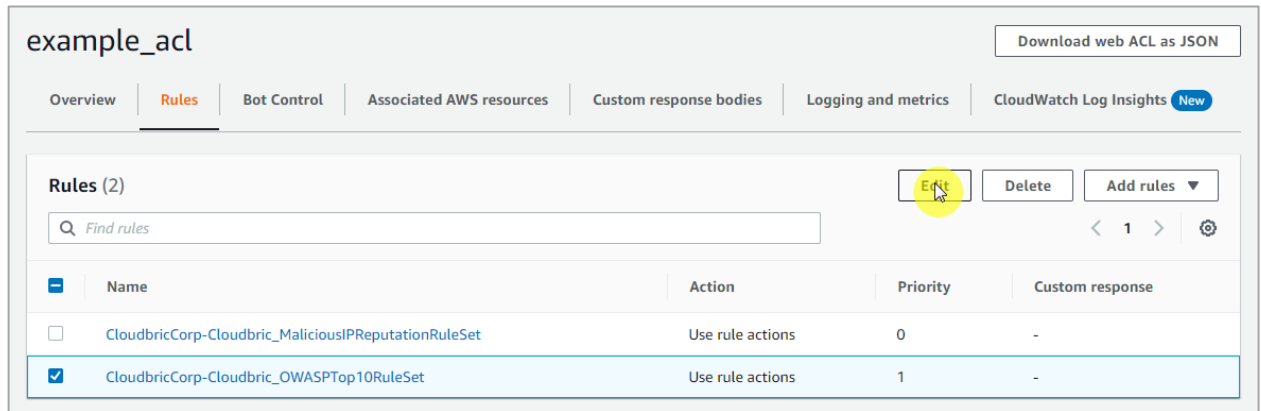 example_acl
Download web ACL as JSON
Overview Rules Bot Control Associated AWS resources Custom response bodies Logging and metrics CloudWatch Log Insights New
Rules (2)
Edit Delete Add rules
Find rules
1
Name Action Priority Custom response
CloudbricCorp-Cloudbric_MaliciousIPReputationRuleSet Use rule actions 0 -
CloudbricCorp-Cloudbric_OWASPTop10RuleSet Use rule actions 1 -